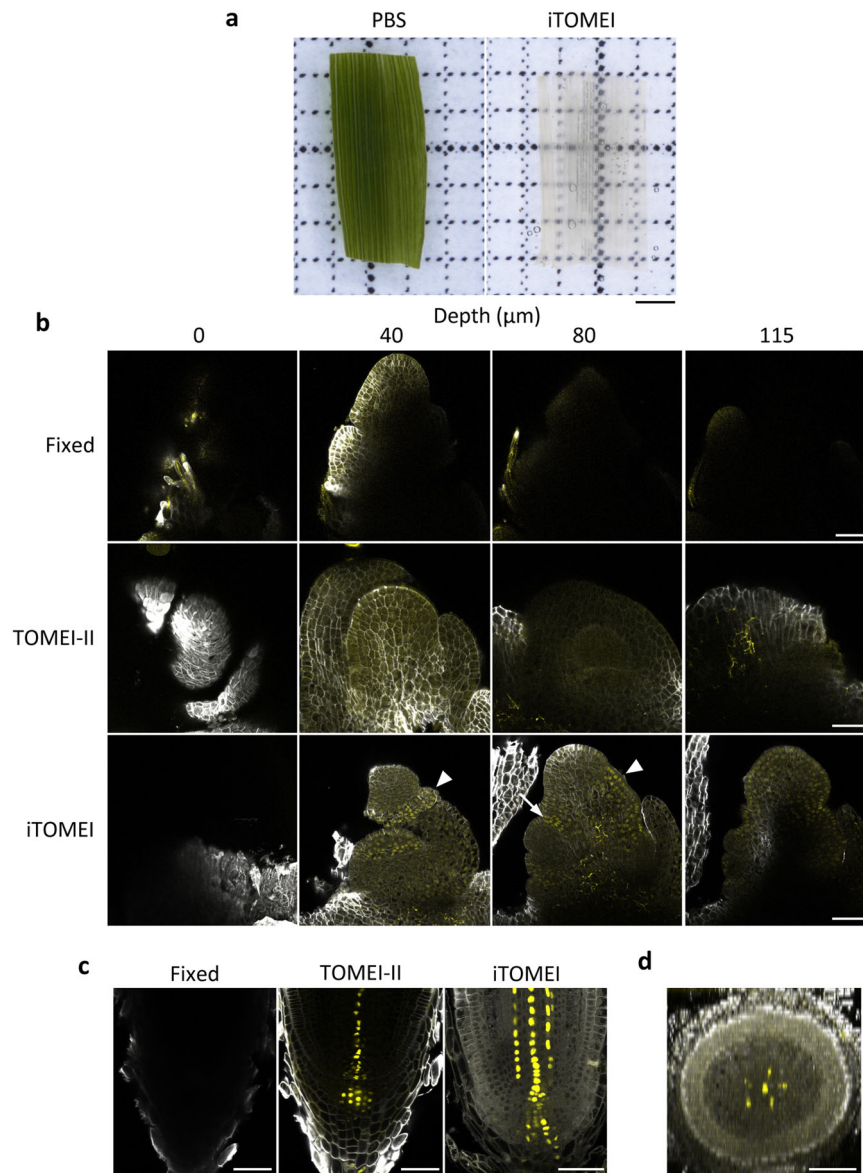 a
PBS iTOMEI
b
Depth (µm)
0 40 80 115
Fixed
TOMEI-II
iTOMEI
c d
Fixed TOMEI-II iTOMEI